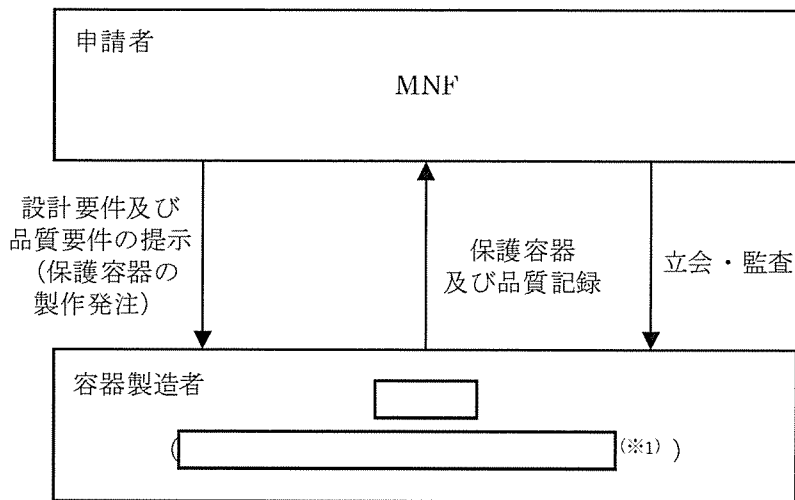 申請者
MNF
設計要件及び
品質要件の提示
(保護容器の
製作発注)
保護容器
及び品質記録
立会・監査
容器製造者
( (※1) )